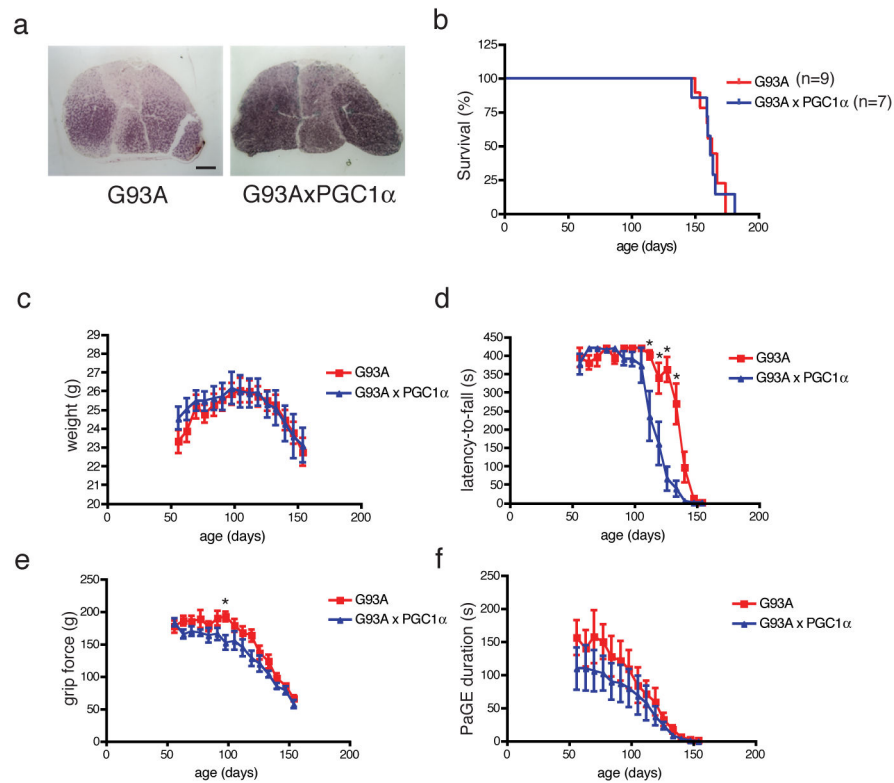 a
G93A
G93AxPGC1α
b
125
100
75
50
25
0
Survival (%)
0
50
100
150
200
age (days)
G93A (n=9)
G93A x PGC1α (n=7)
c
29
28
27
26
25
24
23
22
21
20
weight (g)
0
50
100
150
200
age (days)
G93A
G93A x PGC1α
d
450
400
350
300
250
200
150
100
50
0
latency-to-fall (s)
* * * *
0
50
100
150
200
age (days)
G93A
G93A x PGC1α
e
250
200
150
100
50
0
grip force (g)
*
0
50
100
150
200
age (days)
G93A
G93A x PGC1α
f
250
200
150
100
50
0
PaGE duration (s)
0
50
100
150
200
age (days)
G93A
G93A x PGC1α